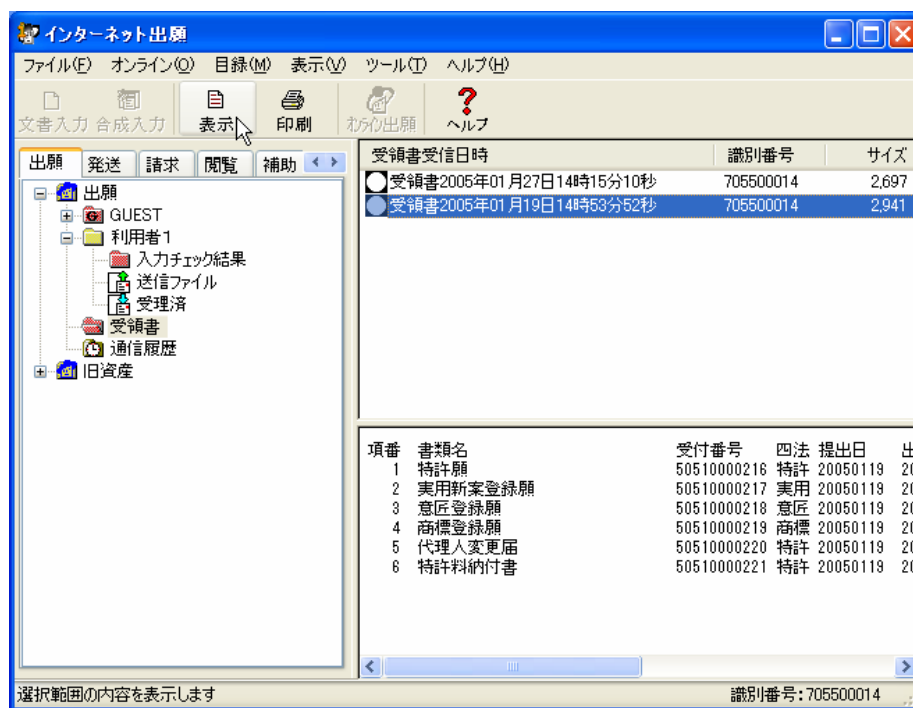 インターネット出願
ファイル(F) オンライン(O) 目録(M) 表示(V) ツール(T) ヘルプ(H)
文書入力 合成入力 表示 印刷 オンライン出願 ヘルプ
出願 発送 請求 閲覧 補助
出願
GUEST
利用者1
入力チェック結果
送信ファイル
受理済
受領書
通信履歴
旧資産
受領書受信日時 識別番号 サイズ
受領書2005年01月27日14時15分10秒 705500014 2,697
受領書2005年01月19日14時53分52秒 705500014 2,941
項番 書類名 受付番号 四法 提出日 出
1 特許願 50510000216 特許 20050119 20
2 実用新案登録願 50510000217 実用 20050119 20
3 意匠登録願 50510000218 意匠 20050119 20
4 商標登録願 50510000219 商標 20050119 20
5 代理人変更届 50510000220 特許 20050119 20
6 特許料納付書 50510000221 特許 20050119 20
選択範囲の内容を表示します 識別番号:705500014